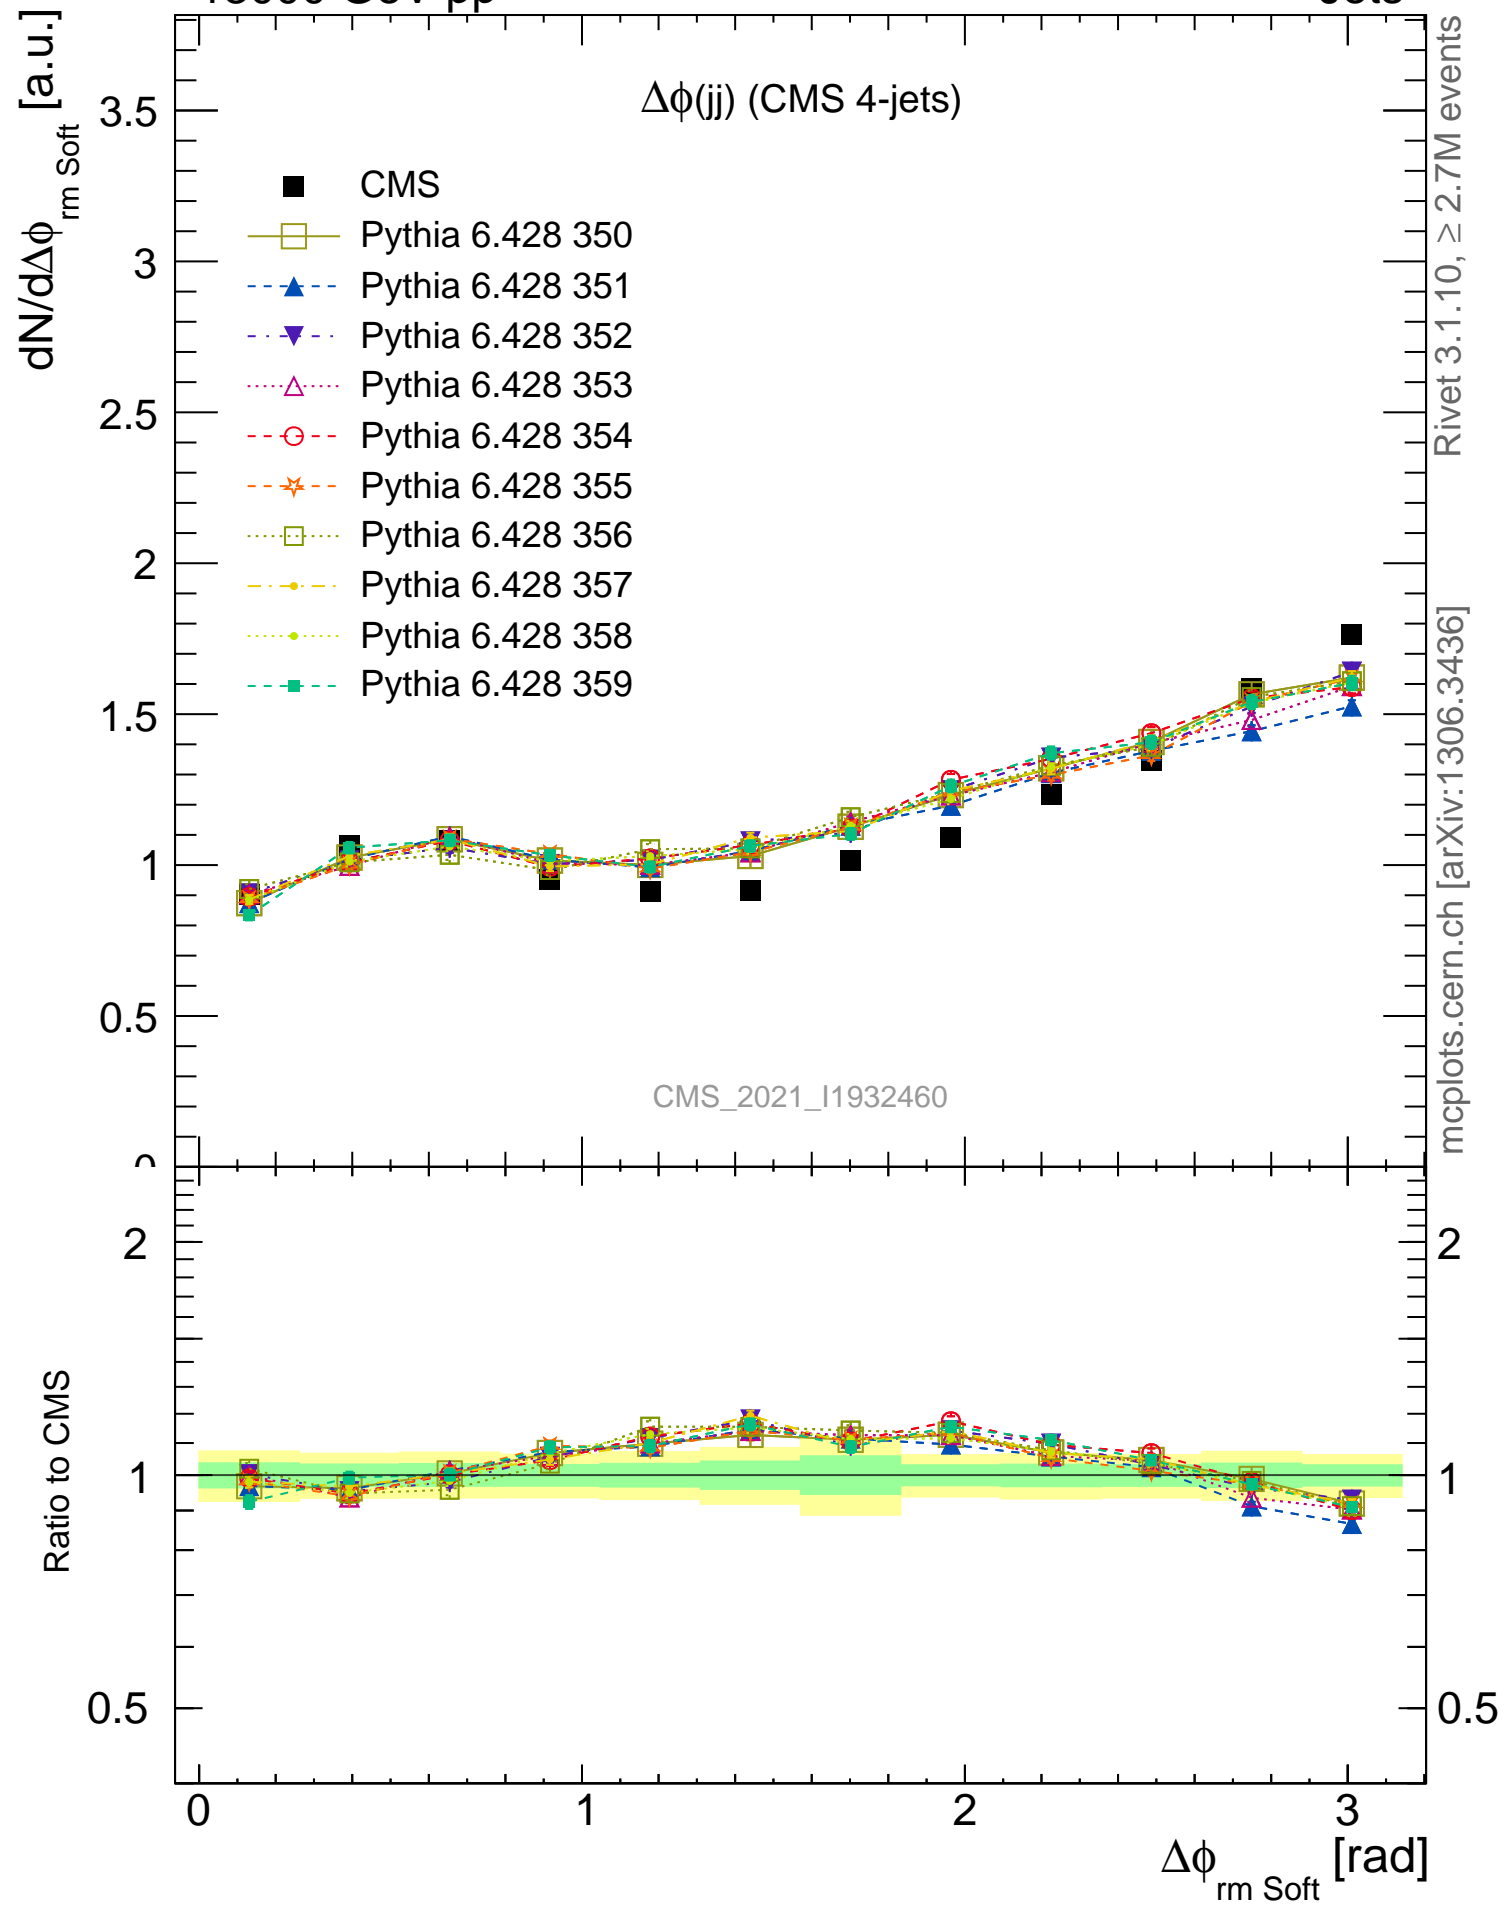 Δϕ(jj) (CMS 4-jets)
dN/dΔϕ rm Soft [a.u.]
3.5
3
2.5
2
1.5
1
0.5
CMS
Pythia 6.428 350
Pythia 6.428 351
Pythia 6.428 352
Pythia 6.428 353
Pythia 6.428 354
Pythia 6.428 355
Pythia 6.428 356
Pythia 6.428 357
Pythia 6.428 358
Pythia 6.428 359
CMS_2021_I1932460
Rivet 3.1.10, ≥ 2.7M events
mcplots.cern.ch [arXiv:1306.3436]
Ratio to CMS
2
1
0.5
2
1
0.5
0
1
2
3
Δϕ rm Soft [rad]